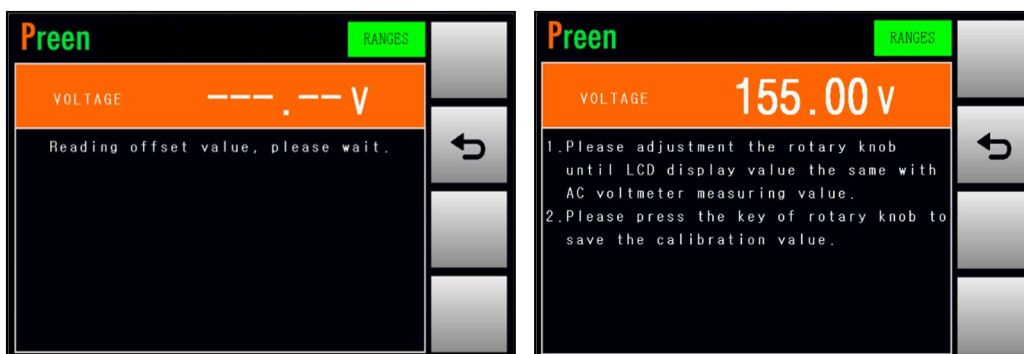 Preen
RANGES
VOLTAGE ---.-- V
Reading offset value, please wait.
Preen
RANGES
VOLTAGE 155.00 V
1.Please adjustment the rotary knob
until LCD display value the same with
AC voltmeter measuring value.
2.Please press the key of rotary knob to
save the calibration value.